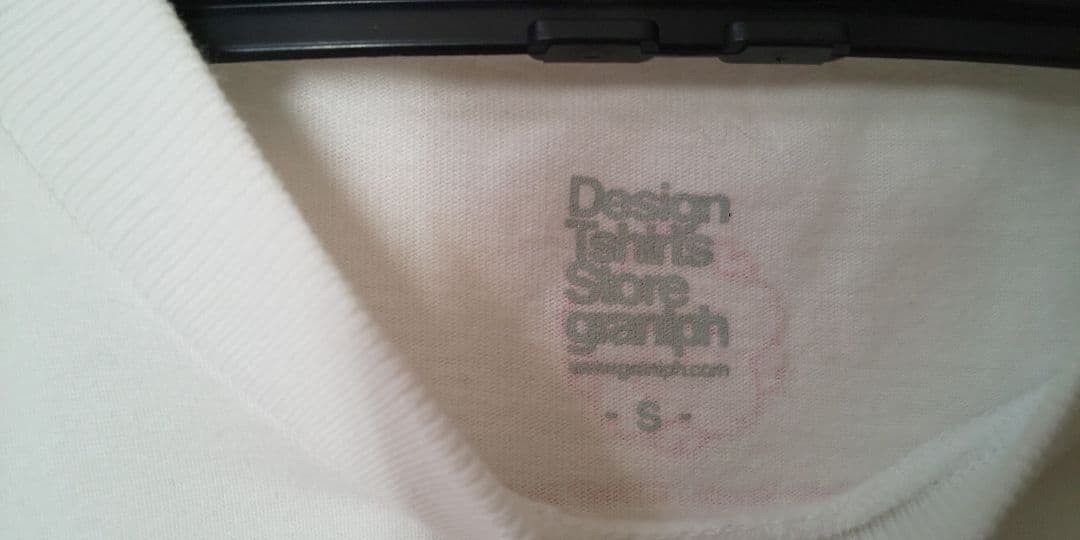 Design
Tshirts
Store
graniph
www.graniph.com
- S -